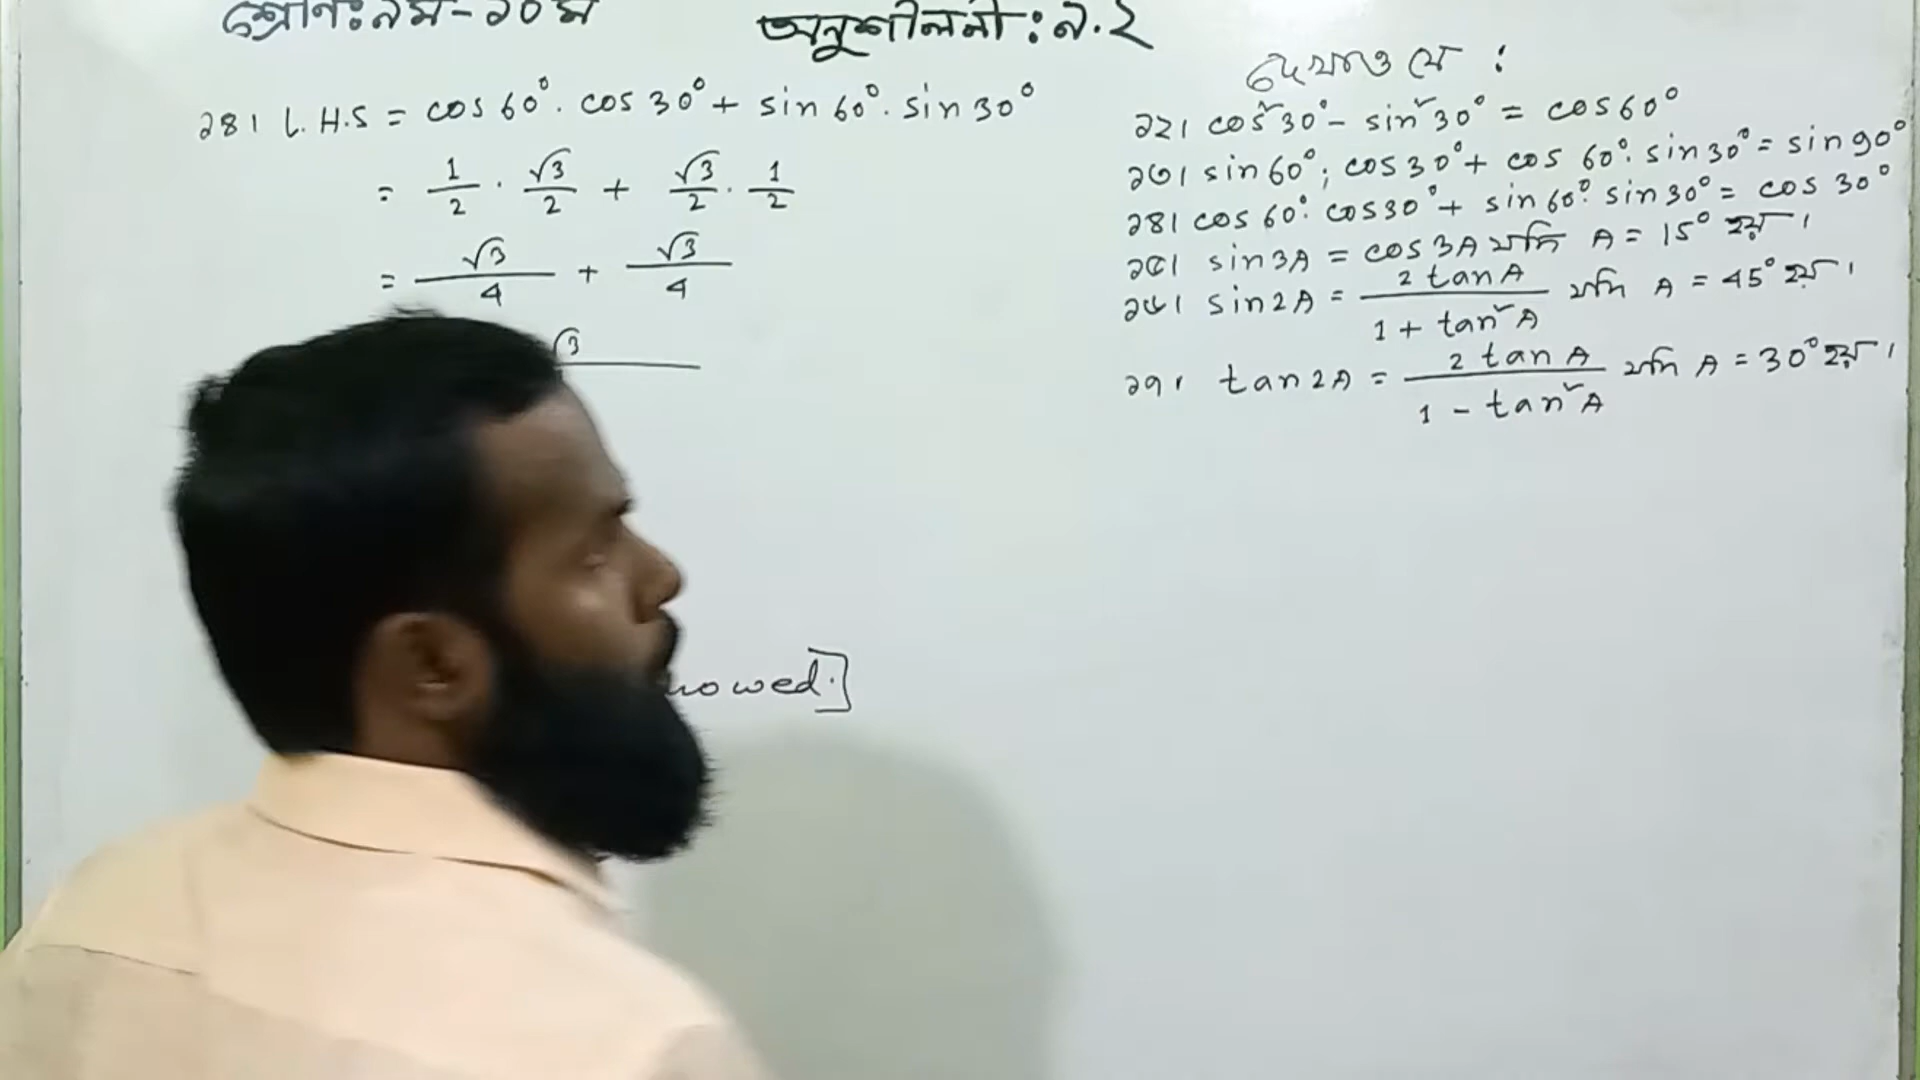 শ্রেণিঃ ৯ম - ১০ম
অনুশীলনী : ৯.২
২৪। L.H.S = cos 60°. cos 30° + sin 60°. sin 30°
= 1/2 . √3/2 + √3/2 . 1/2
= √3/4 + √3/4
√3
howed.]
দেখাও যে :
২২। cos²30° - sin²30° = cos 60°
২৩। sin 60°. cos 30° + cos 60°. sin 30° = sin 90°
২৪। cos 60°. cos 30° + sin 60°. sin 30° = cos 30°
২৫। sin 3A = cos 3A যদি A = 15° হয়।
২৬। sin 2A = 2 tan A / 1 + tan²A যদি A = 45° হয়।
২৭। tan 2A = 2 tan A / 1 - tan²A যদি A = 30° হয়।